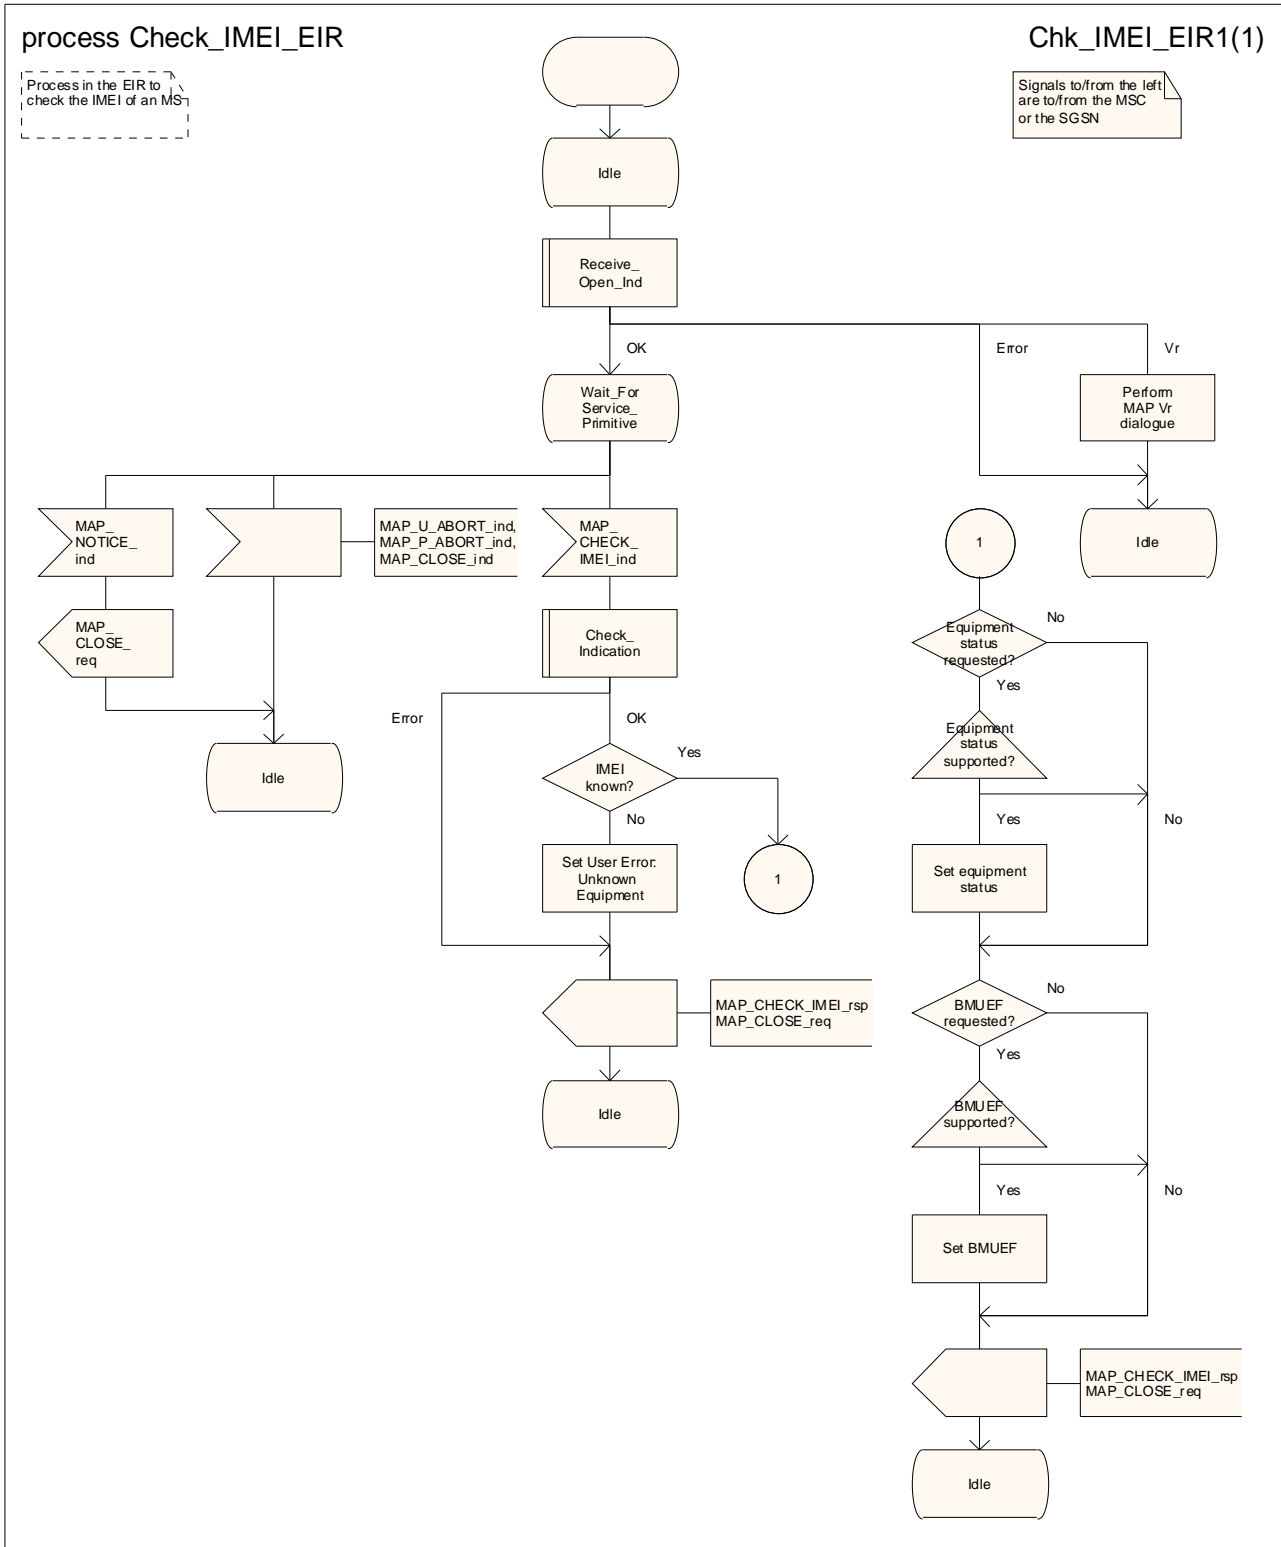 process Check_IMEI_EIR
Chk_IMEI_EIR1(1)
Process in the EIR to
check the IMEI of an MS
Signals to/from the left
are to/from the MSC
or the SGSN
Idle
Receive_
Open_Ind
OK
Error
Vr
Wait_For
Service_
Primitive
Perform
MAP Vr
dialogue
MAP_
NOTICE_
ind
MAP_U_ABORT_ind,
MAP_P_ABORT_ind,
MAP_CLOSE_ind
MAP_
CHECK_
IMEI_ind
1
Idle
MAP_
CLOSE_
req
Check_
Indication
Equipment
status
requested?
No
Yes
Error
OK
Idle
IMEI
known?
Yes
Equipment
status
supported?
No
Yes
No
Set User Error:
Unknown
Equipment
1
Set equipment
status
MAP_CHECK_IMEI_rsp
MAP_CLOSE_req
BMUEF
requested?
No
Yes
Idle
BMUEF
supported?
Yes
No
Set BMUEF
MAP_CHECK_IMEI_rsp
MAP_CLOSE_req
Idle